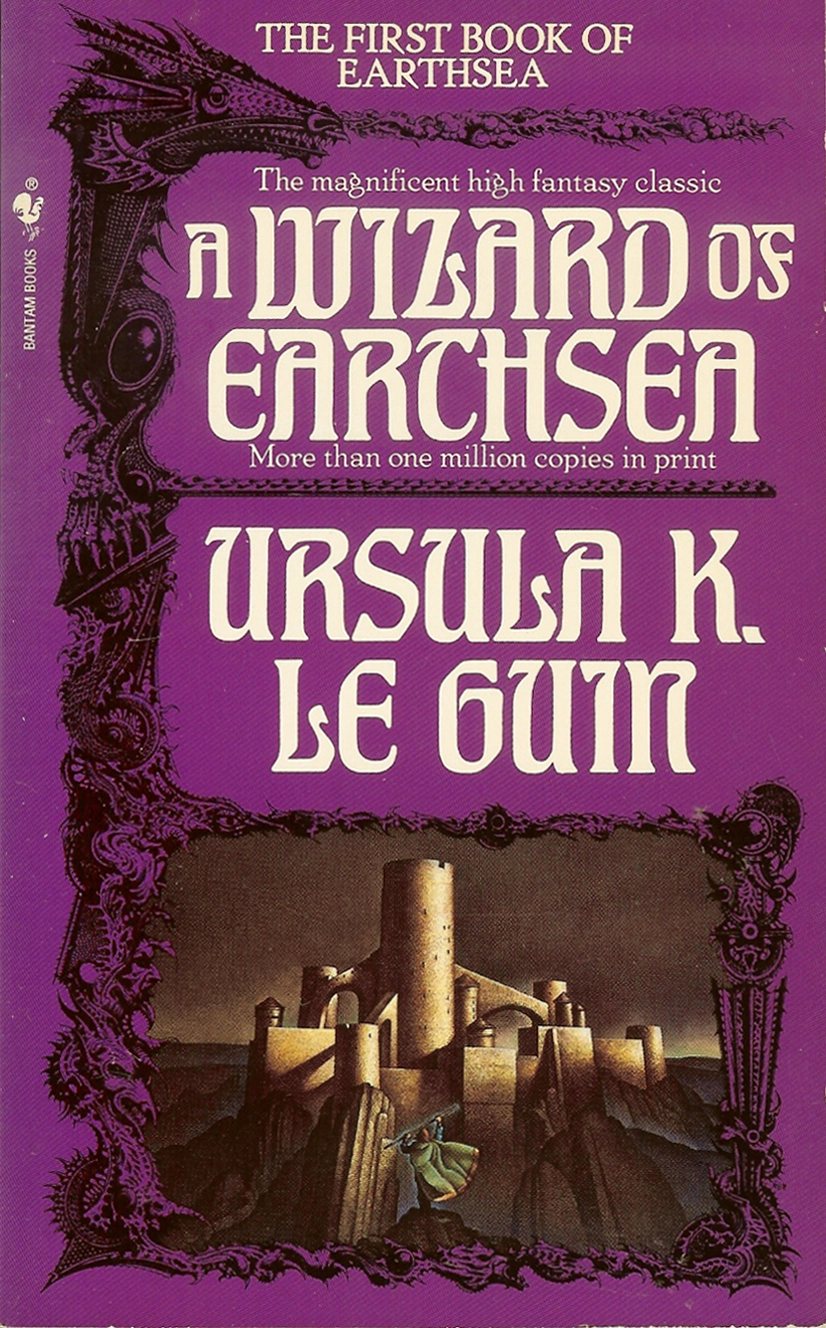 THE FIRST BOOK OF
EARTHSEA
The magnificent high fantasy classic
A WIZARD OF
EARTHSEA
More than one million copies in print
URSULA K.
LE GUIN
BANTAM BOOKS ®